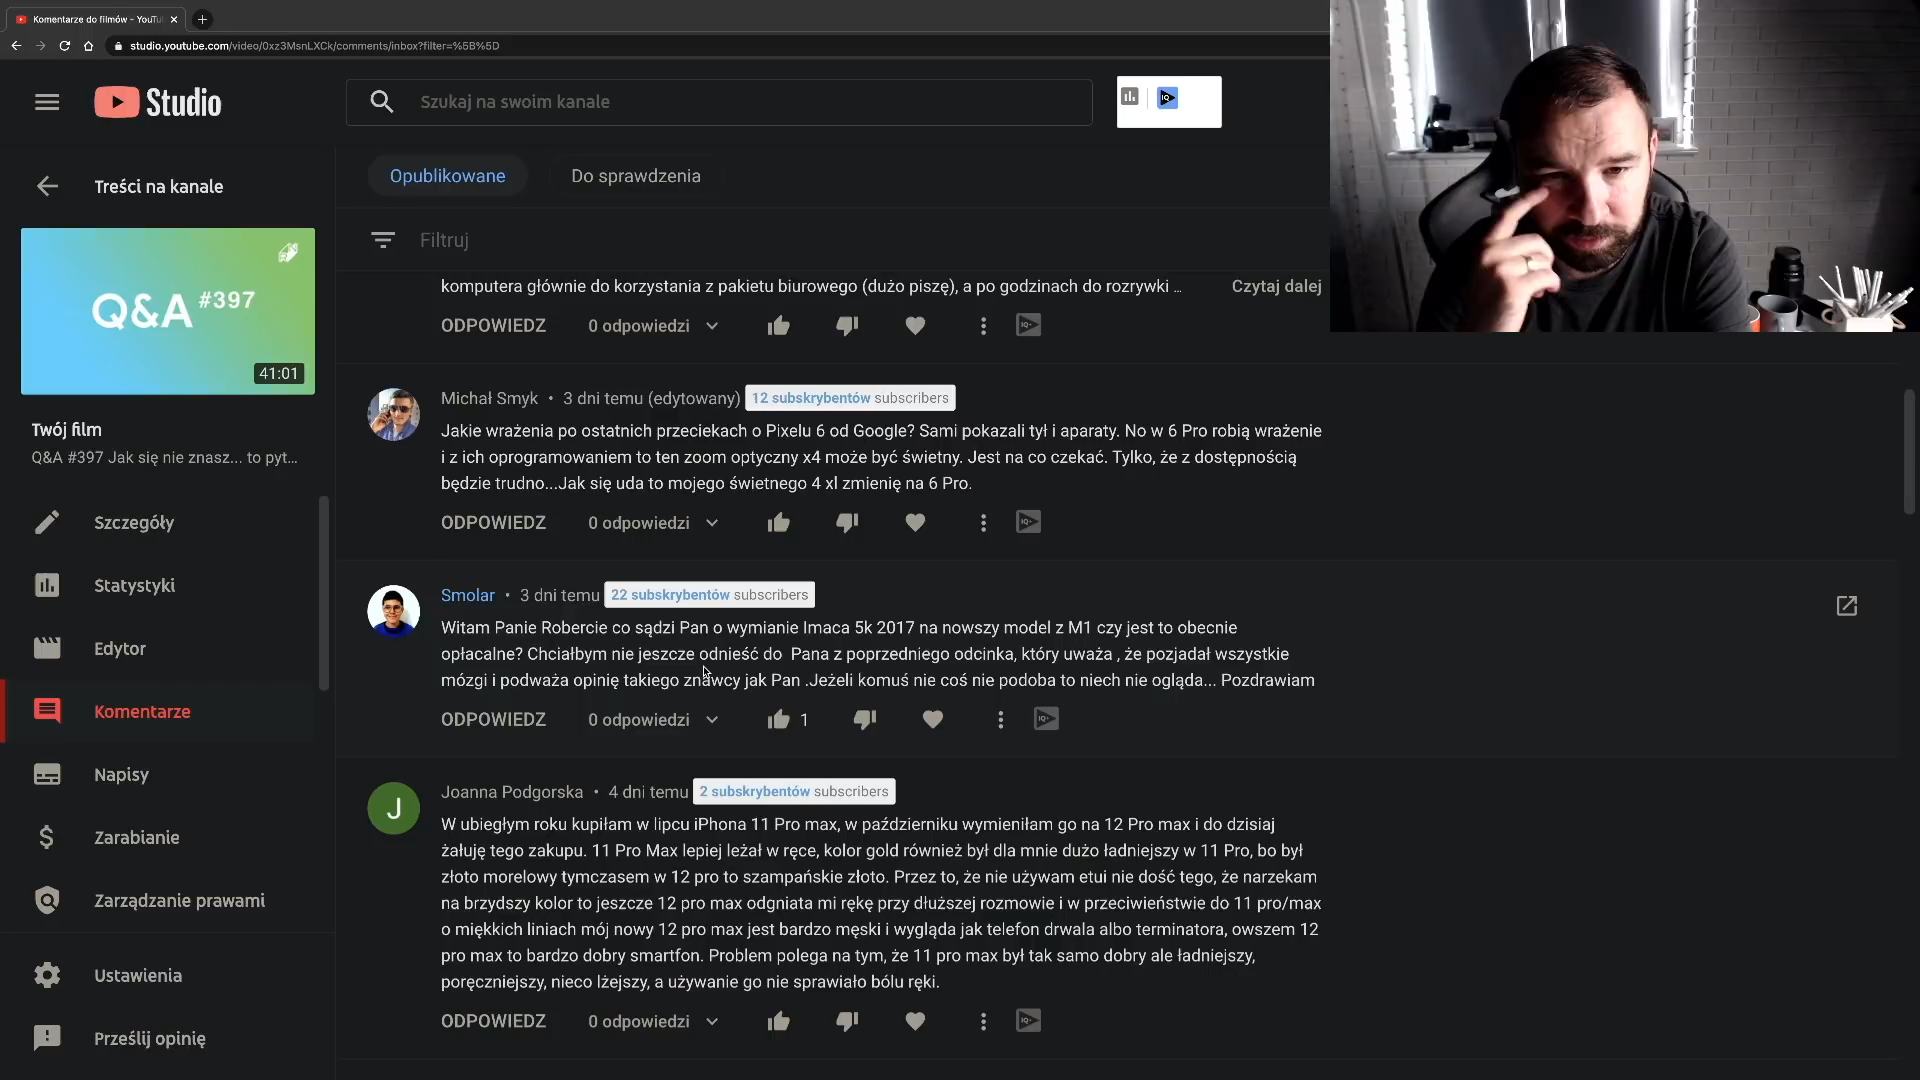 Komentarze do filmów - YouTu
studio.youtube.com/video/0xz3MsnLXCk/comments/inbox?filter=%5B%5D
Studio
Szukaj na swoim kanale
IQ
Treści na kanale
Q&A #397
41:01
Twój film
Q&A #397 Jak się nie znasz... to pyt...
Szczegóły
Statystyki
Edytor
Komentarze
Napisy
Zarabianie
Zarządzanie prawami
Ustawienia
Prześlij opinię
Opublikowane
Do sprawdzenia
Filtruj
komputera głównie do korzystania z pakietu biurowego (dużo piszę), a po godzinach do rozrywki ...
Czytaj dalej
ODPOWIEDZ 0 odpowiedzi
Michał Smyk • 3 dni temu (edytowany) 12 subskrybentów subscribers
Jakie wrażenia po ostatnich przeciekach o Pixelu 6 od Google? Sami pokazali tył i aparaty. No w 6 Pro robią wrażenie
i z ich oprogramowaniem to ten zoom optyczny x4 może być świetny. Jest na co czekać. Tylko, że z dostępnością
będzie trudno...Jak się uda to mojego świetnego 4 xl zmienię na 6 Pro.
ODPOWIEDZ 0 odpowiedzi
Smolar • 3 dni temu 22 subskrybentów subscribers
Witam Panie Robercie co sądzi Pan o wymianie Imaca 5k 2017 na nowszy model z M1 czy jest to obecnie
opłacalne? Chciałbym nie jeszcze odnieść do Pana z poprzedniego odcinka, który uważa , że pozjadał wszystkie
mózgi i podważa opinię takiego znawcy jak Pan .Jeżeli komuś nie coś nie podoba to niech nie ogląda... Pozdrawiam
ODPOWIEDZ 0 odpowiedzi 1
J
Joanna Podgorska • 4 dni temu 2 subskrybentów subscribers
W ubiegłym roku kupiłam w lipcu iPhona 11 Pro max, w październiku wymieniłam go na 12 Pro max i do dzisiaj
żałuję tego zakupu. 11 Pro Max lepiej leżał w ręce, kolor gold również był dla mnie dużo ładniejszy w 11 Pro, bo był
złoto morelowy tymczasem w 12 pro to szampańskie złoto. Przez to, że nie używam etui nie dość tego, że narzekam
na brzydszy kolor to jeszcze 12 pro max odgniata mi rękę przy dłuższej rozmowie i w przeciwieństwie do 11 pro/max
o miękkich liniach mój nowy 12 pro max jest bardzo męski i wygląda jak telefon drwala albo terminatora, owszem 12
pro max to bardzo dobry smartfon. Problem polega na tym, że 11 pro max był tak samo dobry ale ładniejszy,
poręczniejszy, nieco lżejszy, a używanie go nie sprawiało bólu ręki.
ODPOWIEDZ 0 odpowiedzi